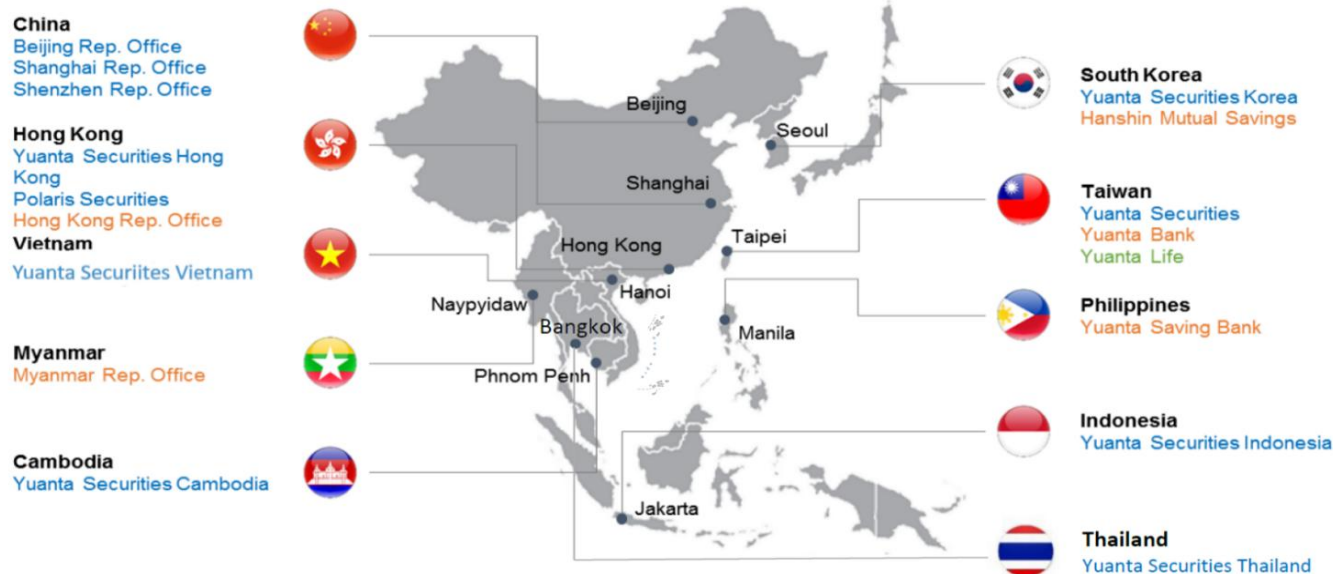 China
Beijing Rep. Office
Shanghai Rep. Office
Shenzhen Rep. Office
Hong Kong
Yuanta Securities Hong
Kong
Polaris Securities
Hong Kong Rep. Office
Vietnam
Yuanta Securiites Vietnam
Myanmar
Myanmar Rep. Office
Cambodia
Yuanta Securities Cambodia
Beijing
Seoul
Shanghai
Taipei
Hong Kong
Hanoi
Naypyidaw
Bangkok
Manila
Phnom Penh
Jakarta
South Korea
Yuanta Securities Korea
Hanshin Mutual Savings
Taiwan
Yuanta Securities
Yuanta Bank
Yuanta Life
Philippines
Yuanta Saving Bank
Indonesia
Yuanta Securities Indonesia
Thailand
Yuanta Securities Thailand